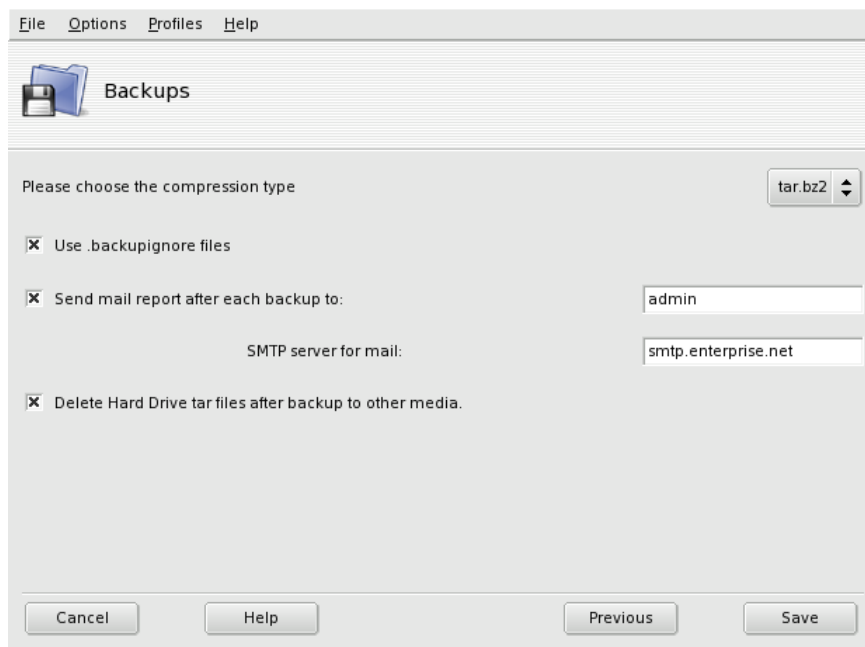 File Options Profiles Help
Backups
Please choose the compression type tar.bz2
Use .backupignore files
Send mail report after each backup to: admin
SMTP server for mail: smtp.enterprise.net
Delete Hard Drive tar files after backup to other media.
Cancel Help Previous Save